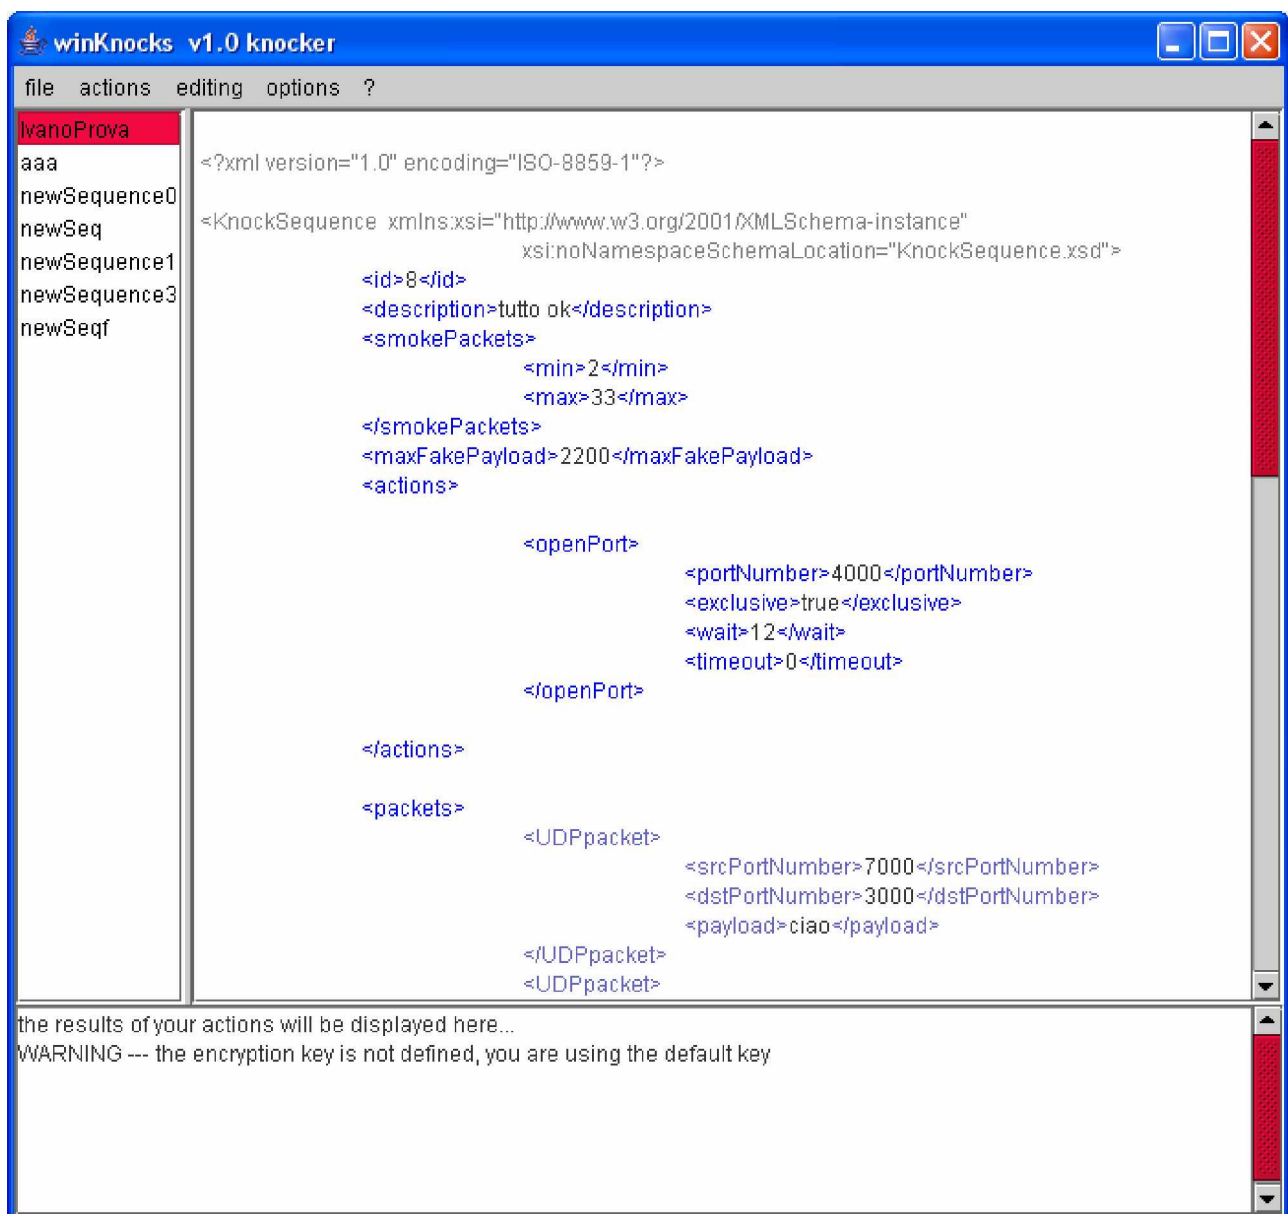 winKnocks v1.0 knocker
file actions editing options ?
IvanoProva
aaa
newSequence0
newSeq
newSequence1
newSequence3
newSeqf
<?xml version="1.0" encoding="ISO-8859-1"?>
<KnockSequence xmlns:xsi="http://www.w3.org/2001/XMLSchema-instance"
xsi:noNamespaceSchemaLocation="KnockSequence.xsd">
<id>8</id>
<description>tutto ok</description>
<smokePackets>
<min>2</min>
<max>33</max>
</smokePackets>
<maxFakePayload>2200</maxFakePayload>
<actions>
<openPort>
<portNumber>4000</portNumber>
<exclusive>true</exclusive>
<wait>12</wait>
<timeout>0</timeout>
</openPort>
</actions>
<packets>
<UDPpacket>
<srcPortNumber>7000</srcPortNumber>
<dstPortNumber>3000</dstPortNumber>
<payload>ciao</payload>
</UDPpacket>
<UDPpacket>
the results of your actions will be displayed here...
WARNING --- the encryption key is not defined, you are using the default key